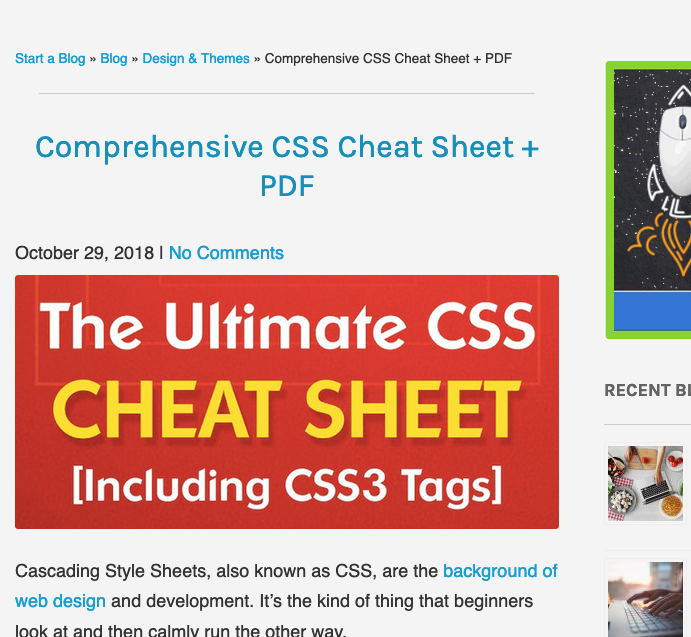 Start a Blog » Blog » Design & Themes » Comprehensive CSS Cheat Sheet + PDF
Comprehensive CSS Cheat Sheet +
PDF
October 29, 2018 | No Comments
The Ultimate CSS
CHEAT SHEET
[Including CSS3 Tags]
RECENT BL
Cascading Style Sheets, also known as CSS, are the background of
web design and development. It’s the kind of thing that beginners
look at and then calmly run the other way.